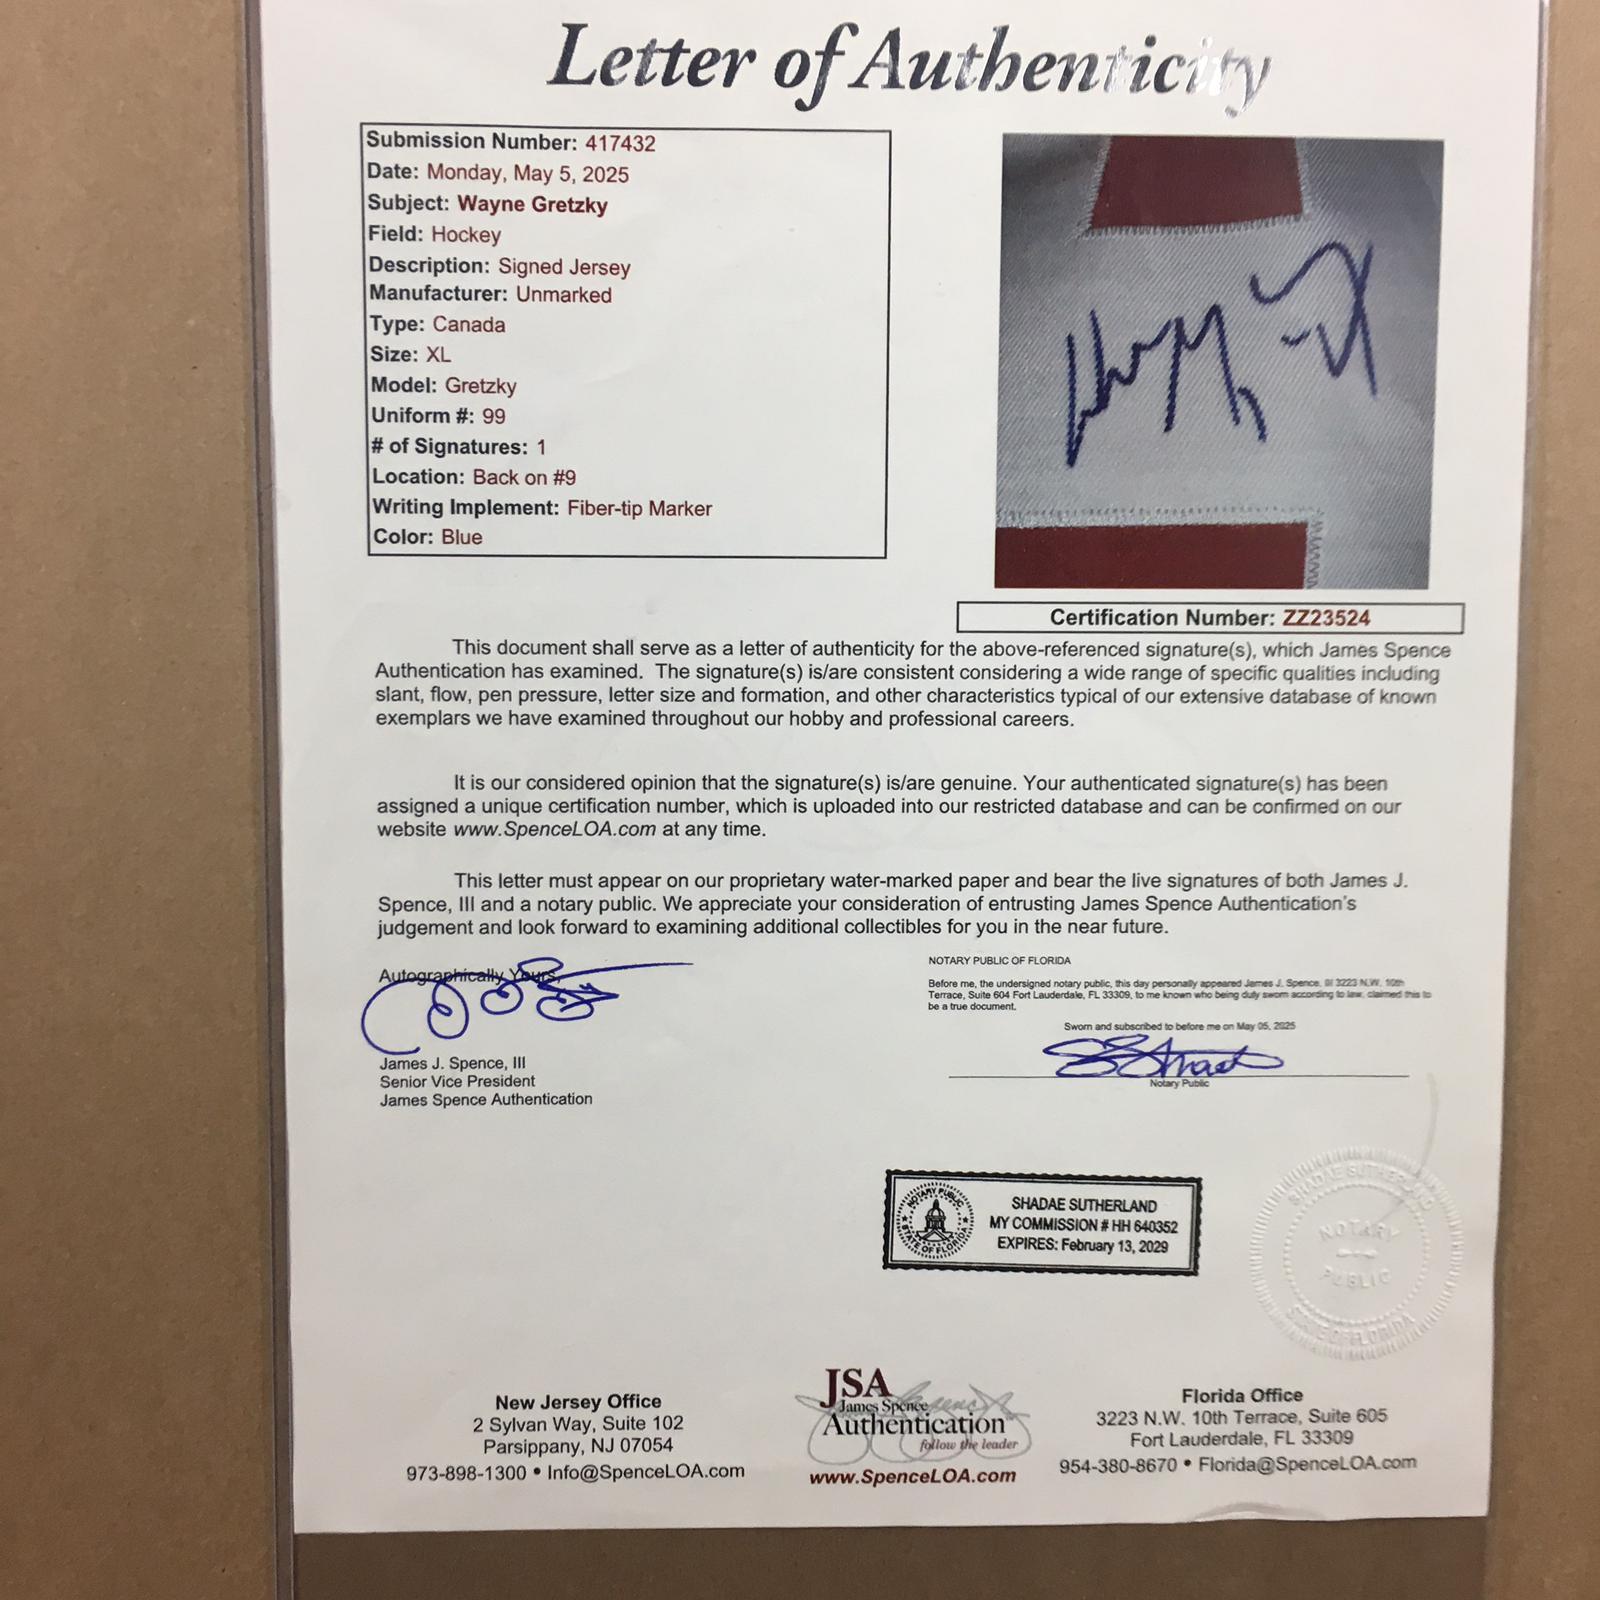 Letter of Authenticity
Submission Number: 417432
Date: Monday, May 5, 2025
Subject: Wayne Gretzky
Field: Hockey
Description: Signed Jersey
Manufacturer: Unmarked
Type: Canada
Size: XL
Model: Gretzky
Uniform #: 99
# of Signatures: 1
Location: Back on #9
Writing Implement: Fiber-tip Marker
Color: Blue
Certification Number: ZZ23524
This document shall serve as a letter of authenticity for the above-referenced signature(s), which James Spence
Authentication has examined. The signature(s) is/are consistent considering a wide range of specific qualities including
slant, flow, pen pressure, letter size and formation, and other characteristics typical of our extensive database of known
exemplars we have examined throughout our hobby and professional careers.
It is our considered opinion that the signature(s) is/are genuine. Your authenticated signature(s) has been
assigned a unique certification number, which is uploaded into our restricted database and can be confirmed on our
website www.SpenceLOA.com at any time.
This letter must appear on our proprietary water-marked paper and bear the live signatures of both James J.
Spence, III and a notary public. We appreciate your consideration of entrusting James Spence Authentication's
judgement and look forward to examining additional collectibles for you in the near future.
Autographically Yours,
James J. Spence, III
Senior Vice President
James Spence Authentication
NOTARY PUBLIC OF FLORIDA
Before me, the undersigned notary public, this day personally appeared James J. Spence, III 3223 N.W. 10th
Terrace, Suite 604 Fort Lauderdale, FL 33309, to me known who being duly sworn according to law, claimed this to
be a true document.
Sworn and subscribed to before me on May 05, 2025
Notary Public
NOTARY PUBLIC
STATE OF FLORIDA
SHADAE SUTHERLAND
MY COMMISSION # HH 640352
EXPIRES: February 13, 2029
SHADAE SUTHERLAND
NOTARY
PUBLIC
STATE OF FLORIDA
New Jersey Office
2 Sylvan Way, Suite 102
Parsippany, NJ 07054
973-898-1300 • Info@SpenceLOA.com
JSA
James Spence
Authentication
follow the leader
www.SpenceLOA.com
Florida Office
3223 N.W. 10th Terrace, Suite 605
Fort Lauderdale, FL 33309
954-380-8670 • Florida@SpenceLOA.com